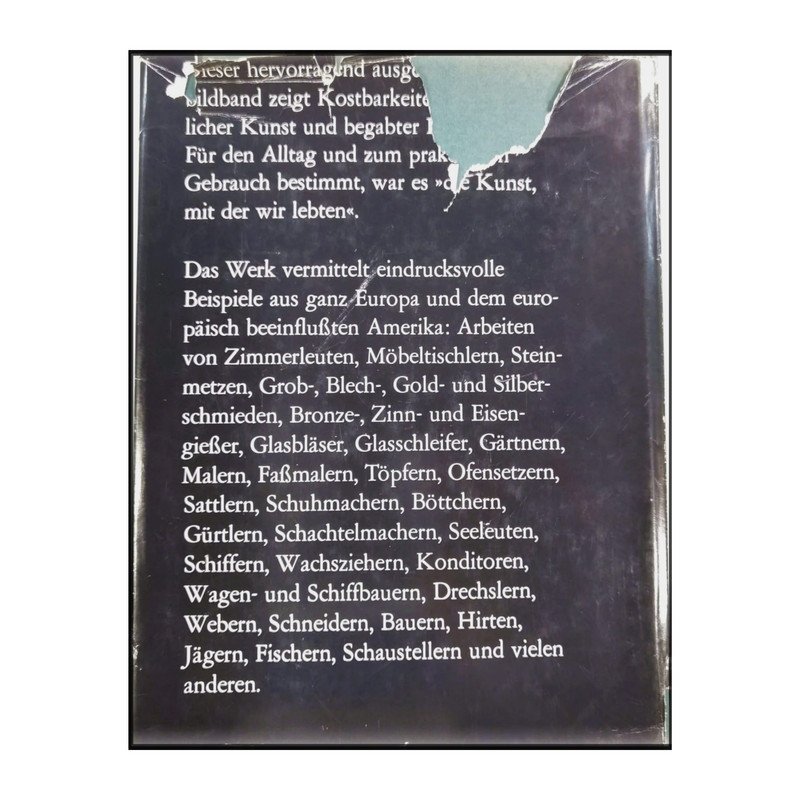 Dieser hervorragend
Bildband zeigt
licher Kunst und begabter
Für den Alltag und zum
Gebrauch bestimmt, war es »die Kunst,
mit der wir lebten«.
Das Werk vermittelt eindrucksvolle
Beispiele aus ganz Europa und dem euro-
päisch beeinflußten Amerika: Arbeiten
von Zimmerleuten, Möbeltischlern, Stein-
metzen, Grob-, Blech-, Gold- und Silber-
schmieden, Bronze-, Zinn- und Eisen-
gießer, Glasbläser, Glasschleifer, Gärtnern,
Malern, Faßmalern, Töpfern, Ofensetzern,
Sattlern, Schuhmachern, Böttchern,
Gürtlern, Schachtelmachern, Seeleuten,
Schiffern, Wachsziehern, Konditoren,
Wagen- und Schiffbauern, Drechslern,
Webern, Schneidern, Bauern, Hirten,
Jägern, Fischern, Schaustellern und vielen
anderen.